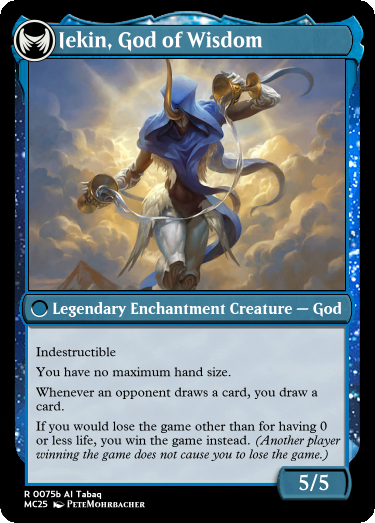 Jekin, God of Wisdom
Legendary Enchantment Creature — God
Indestructible
You have no maximum hand size.
Whenever an opponent draws a card, you draw a
card.
If you would lose the game other than for having 0
or less life, you win the game instead. (Another player
winning the game does not cause you to lose the game.)
5/5
R 0075b Al Tabaq
MC25 PeteMohrbacher